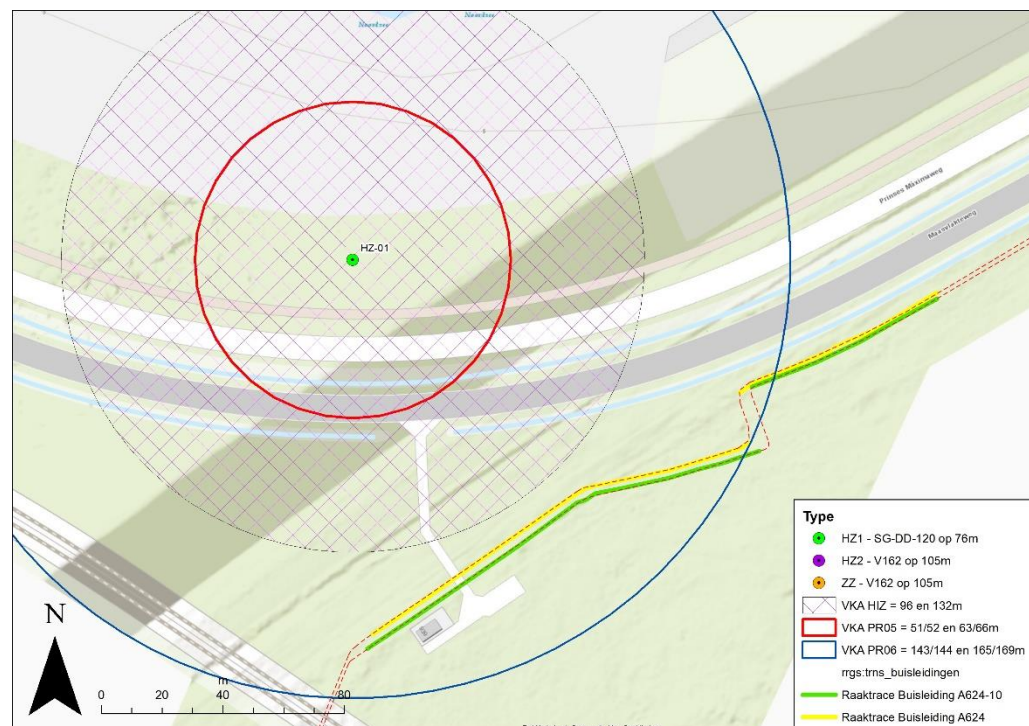 Noordzee
Noordzee
Prinses Máximaweg
Maasvlakteweg
HZ-01
Type
HZ1 - SG-DD-120 op 76m
HZ2 - V162 op 105m
ZZ - V162 op 105m
VKA HIZ = 96 en 132m
VKA PR05 = 51/52 en 63/66m
VKA PR06 = 143/144 en 165/169m
rrgs:trns_buisleidingen
Raaktrace Buisleiding A624-10
Raaktrace Buisleiding A624
N
m
0 20 40 80